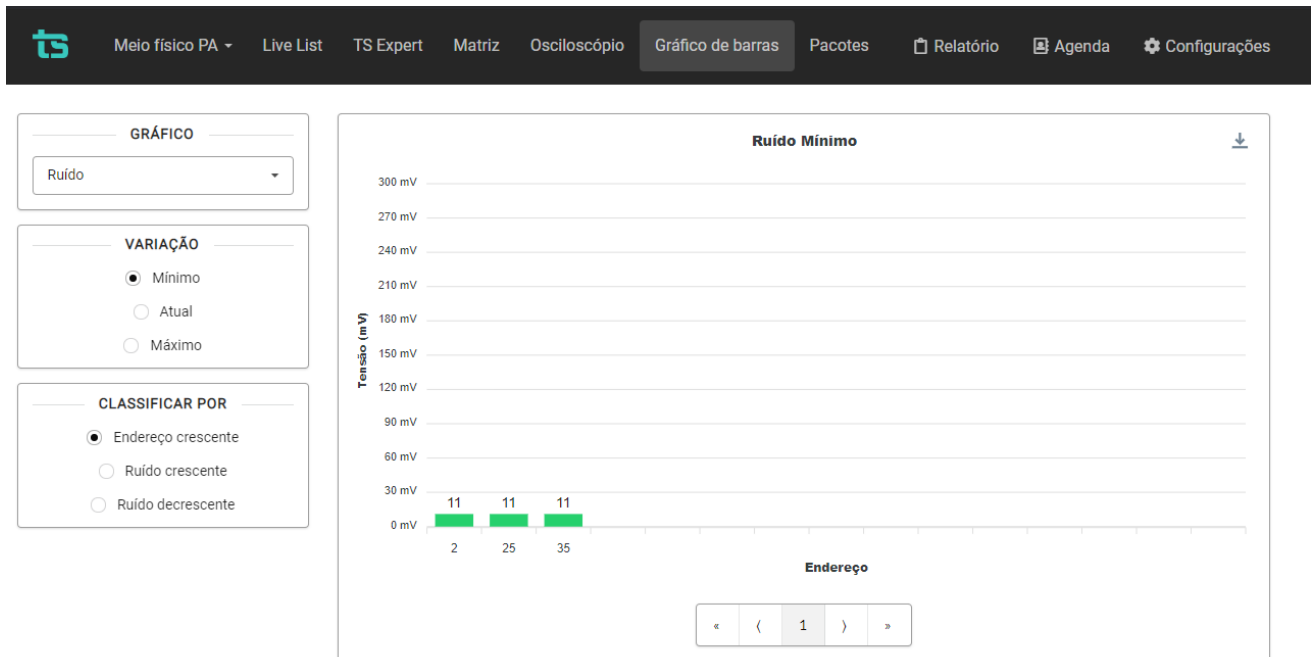 ts
Meio físico PA
Live List
TS Expert
Matriz
Osciloscópio
Gráfico de barras
Pacotes
Relatório
Agenda
Configurações
GRÁFICO
Ruído
VARIAÇÃO
Mínimo
Atual
Máximo
CLASSIFICAR POR
Endereço crescente
Ruído crescente
Ruído decrescente
Ruído Mínimo
Tensão (mV)
300 mV
270 mV
240 mV
210 mV
180 mV
150 mV
120 mV
90 mV
60 mV
30 mV
0 mV
11 11 11
2 25 35
Endereço
« ⟨ 1 ⟩ »